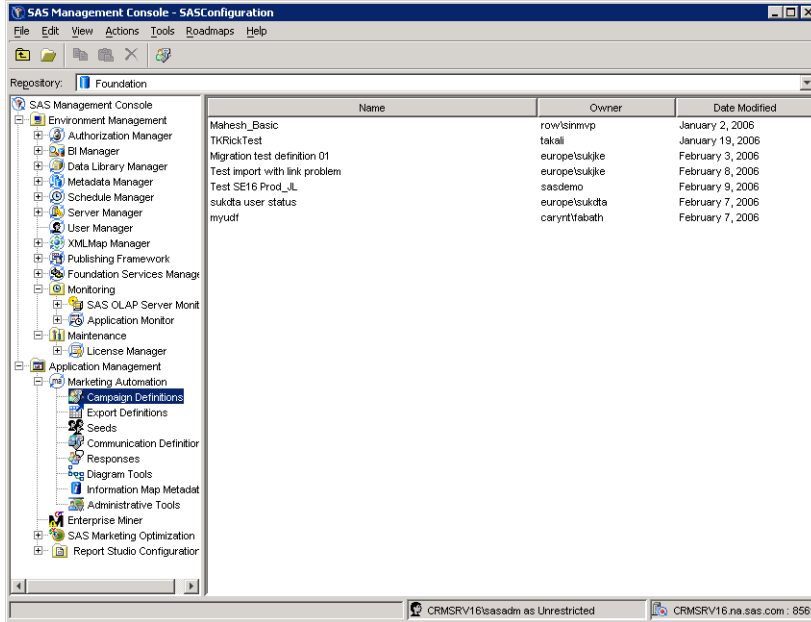 SAS Management Console - SASConfiguration
File Edit View Actions Tools Roadmaps Help
Repository: Foundation
SAS Management Console
Environment Management
Authorization Manager
BI Manager
Data Library Manager
Metadata Manager
Schedule Manager
Server Manager
User Manager
XMLMap Manager
Publishing Framework
Foundation Services Manage
Monitoring
SAS OLAP Server Monit
Application Monitor
Maintenance
License Manager
Application Management
Marketing Automation
Campaign Definitions
Export Definitions
Seeds
Communication Definition
Responses
Diagram Tools
Information Map Metadat
Administrative Tools
Enterprise Miner
SAS Marketing Optimization
Report Studio Configuration
Name Owner Date Modified
Mahesh_Basic row\sinmvp January 2, 2006
TKRickTest takali January 19, 2006
Migration test definition 01 europe\sukjke February 3, 2006
Test import with link problem europe\sukjke February 8, 2006
Test SE16 Prod_JL sasdemo February 9, 2006
sukdta user status europe\sukdta February 7, 2006
myudf carynt\fabath February 7, 2006
CRMSRV16\sasadm as Unrestricted CRMSRV16.na.sas.com : 856